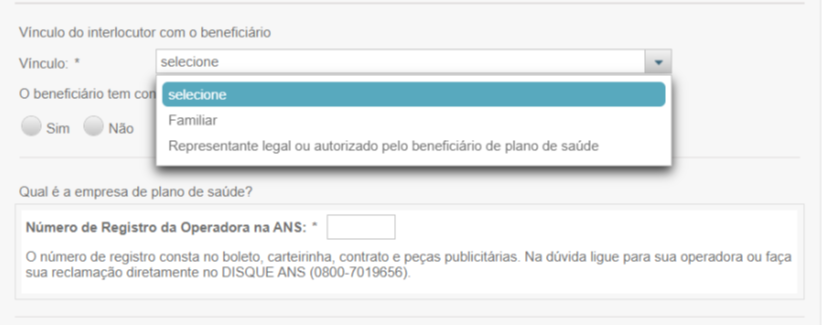 Vínculo do interlocutor com o beneficiário
Vínculo: * selecione
O beneficiário tem con
selecione
Sim Não
Familiar
Representante legal ou autorizado pelo beneficiário de plano de saúde
Qual é a empresa de plano de saúde?
Número de Registro da Operadora na ANS: *
O número de registro consta no boleto, carteirinha, contrato e peças publicitárias. Na dúvida ligue para sua operadora ou faça
sua reclamação diretamente no DISQUE ANS (0800-7019656).